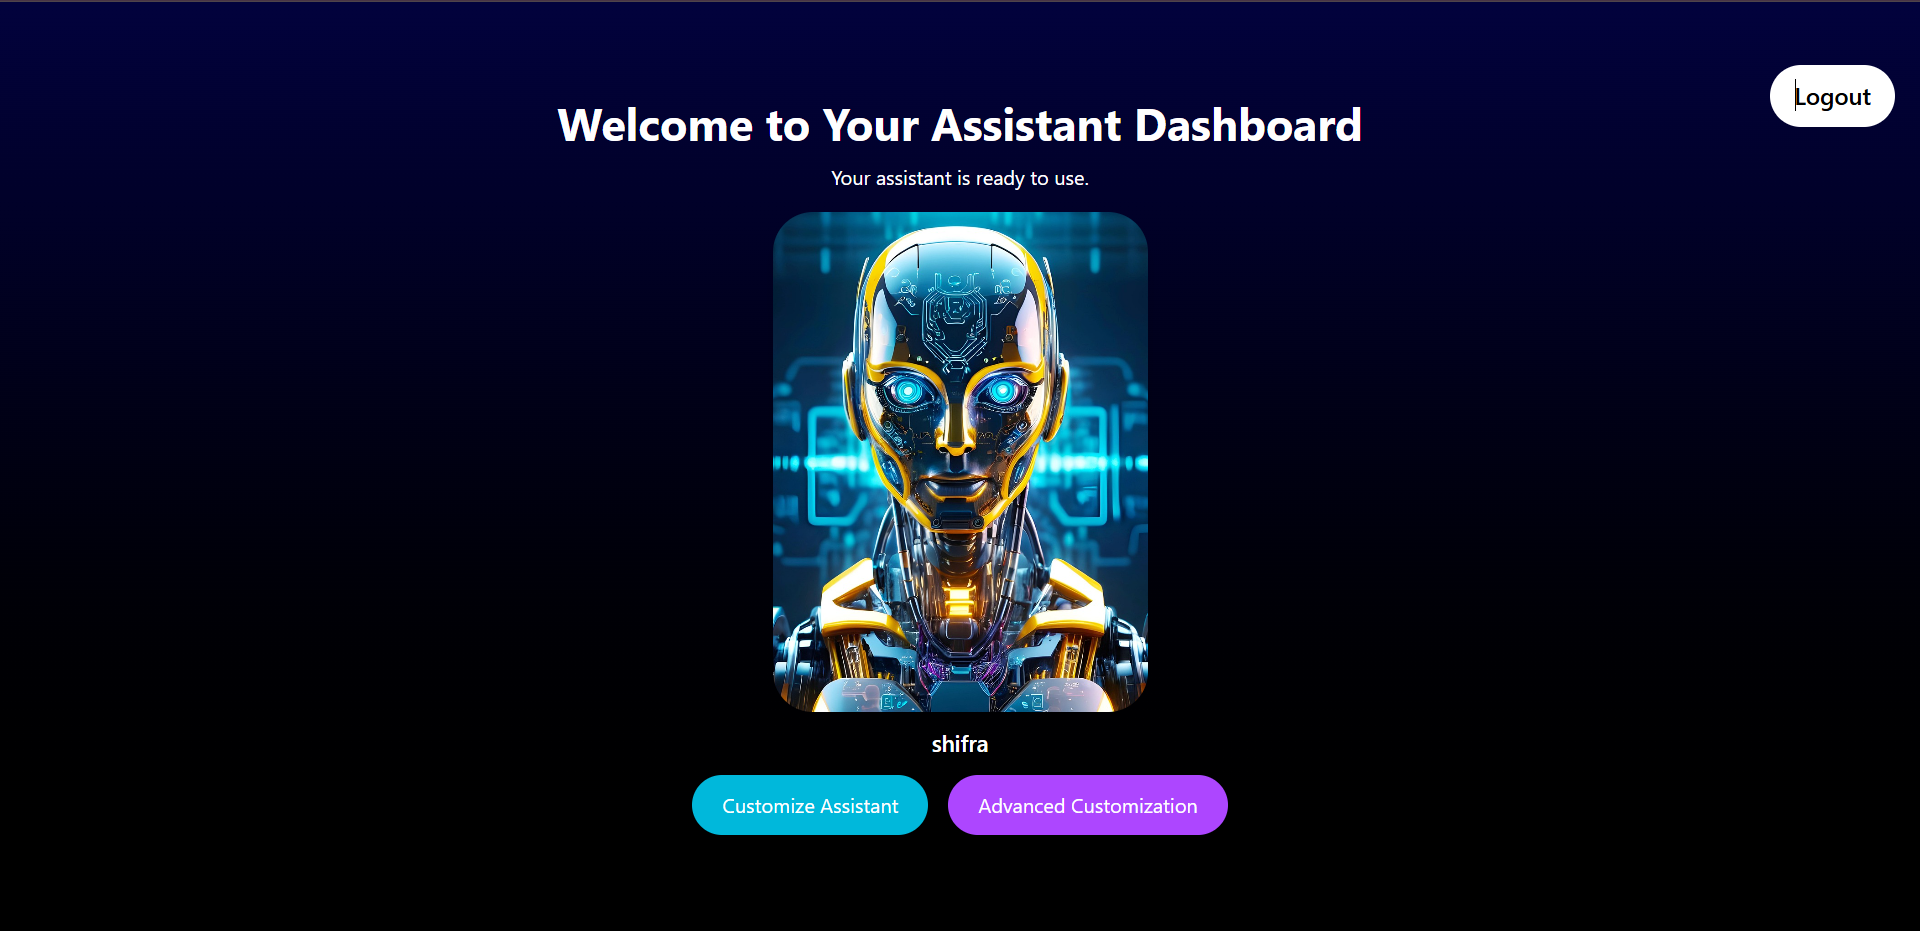 Logout
Welcome to Your Assistant Dashboard
Your assistant is ready to use.
shifra
Customize Assistant
Advanced Customization